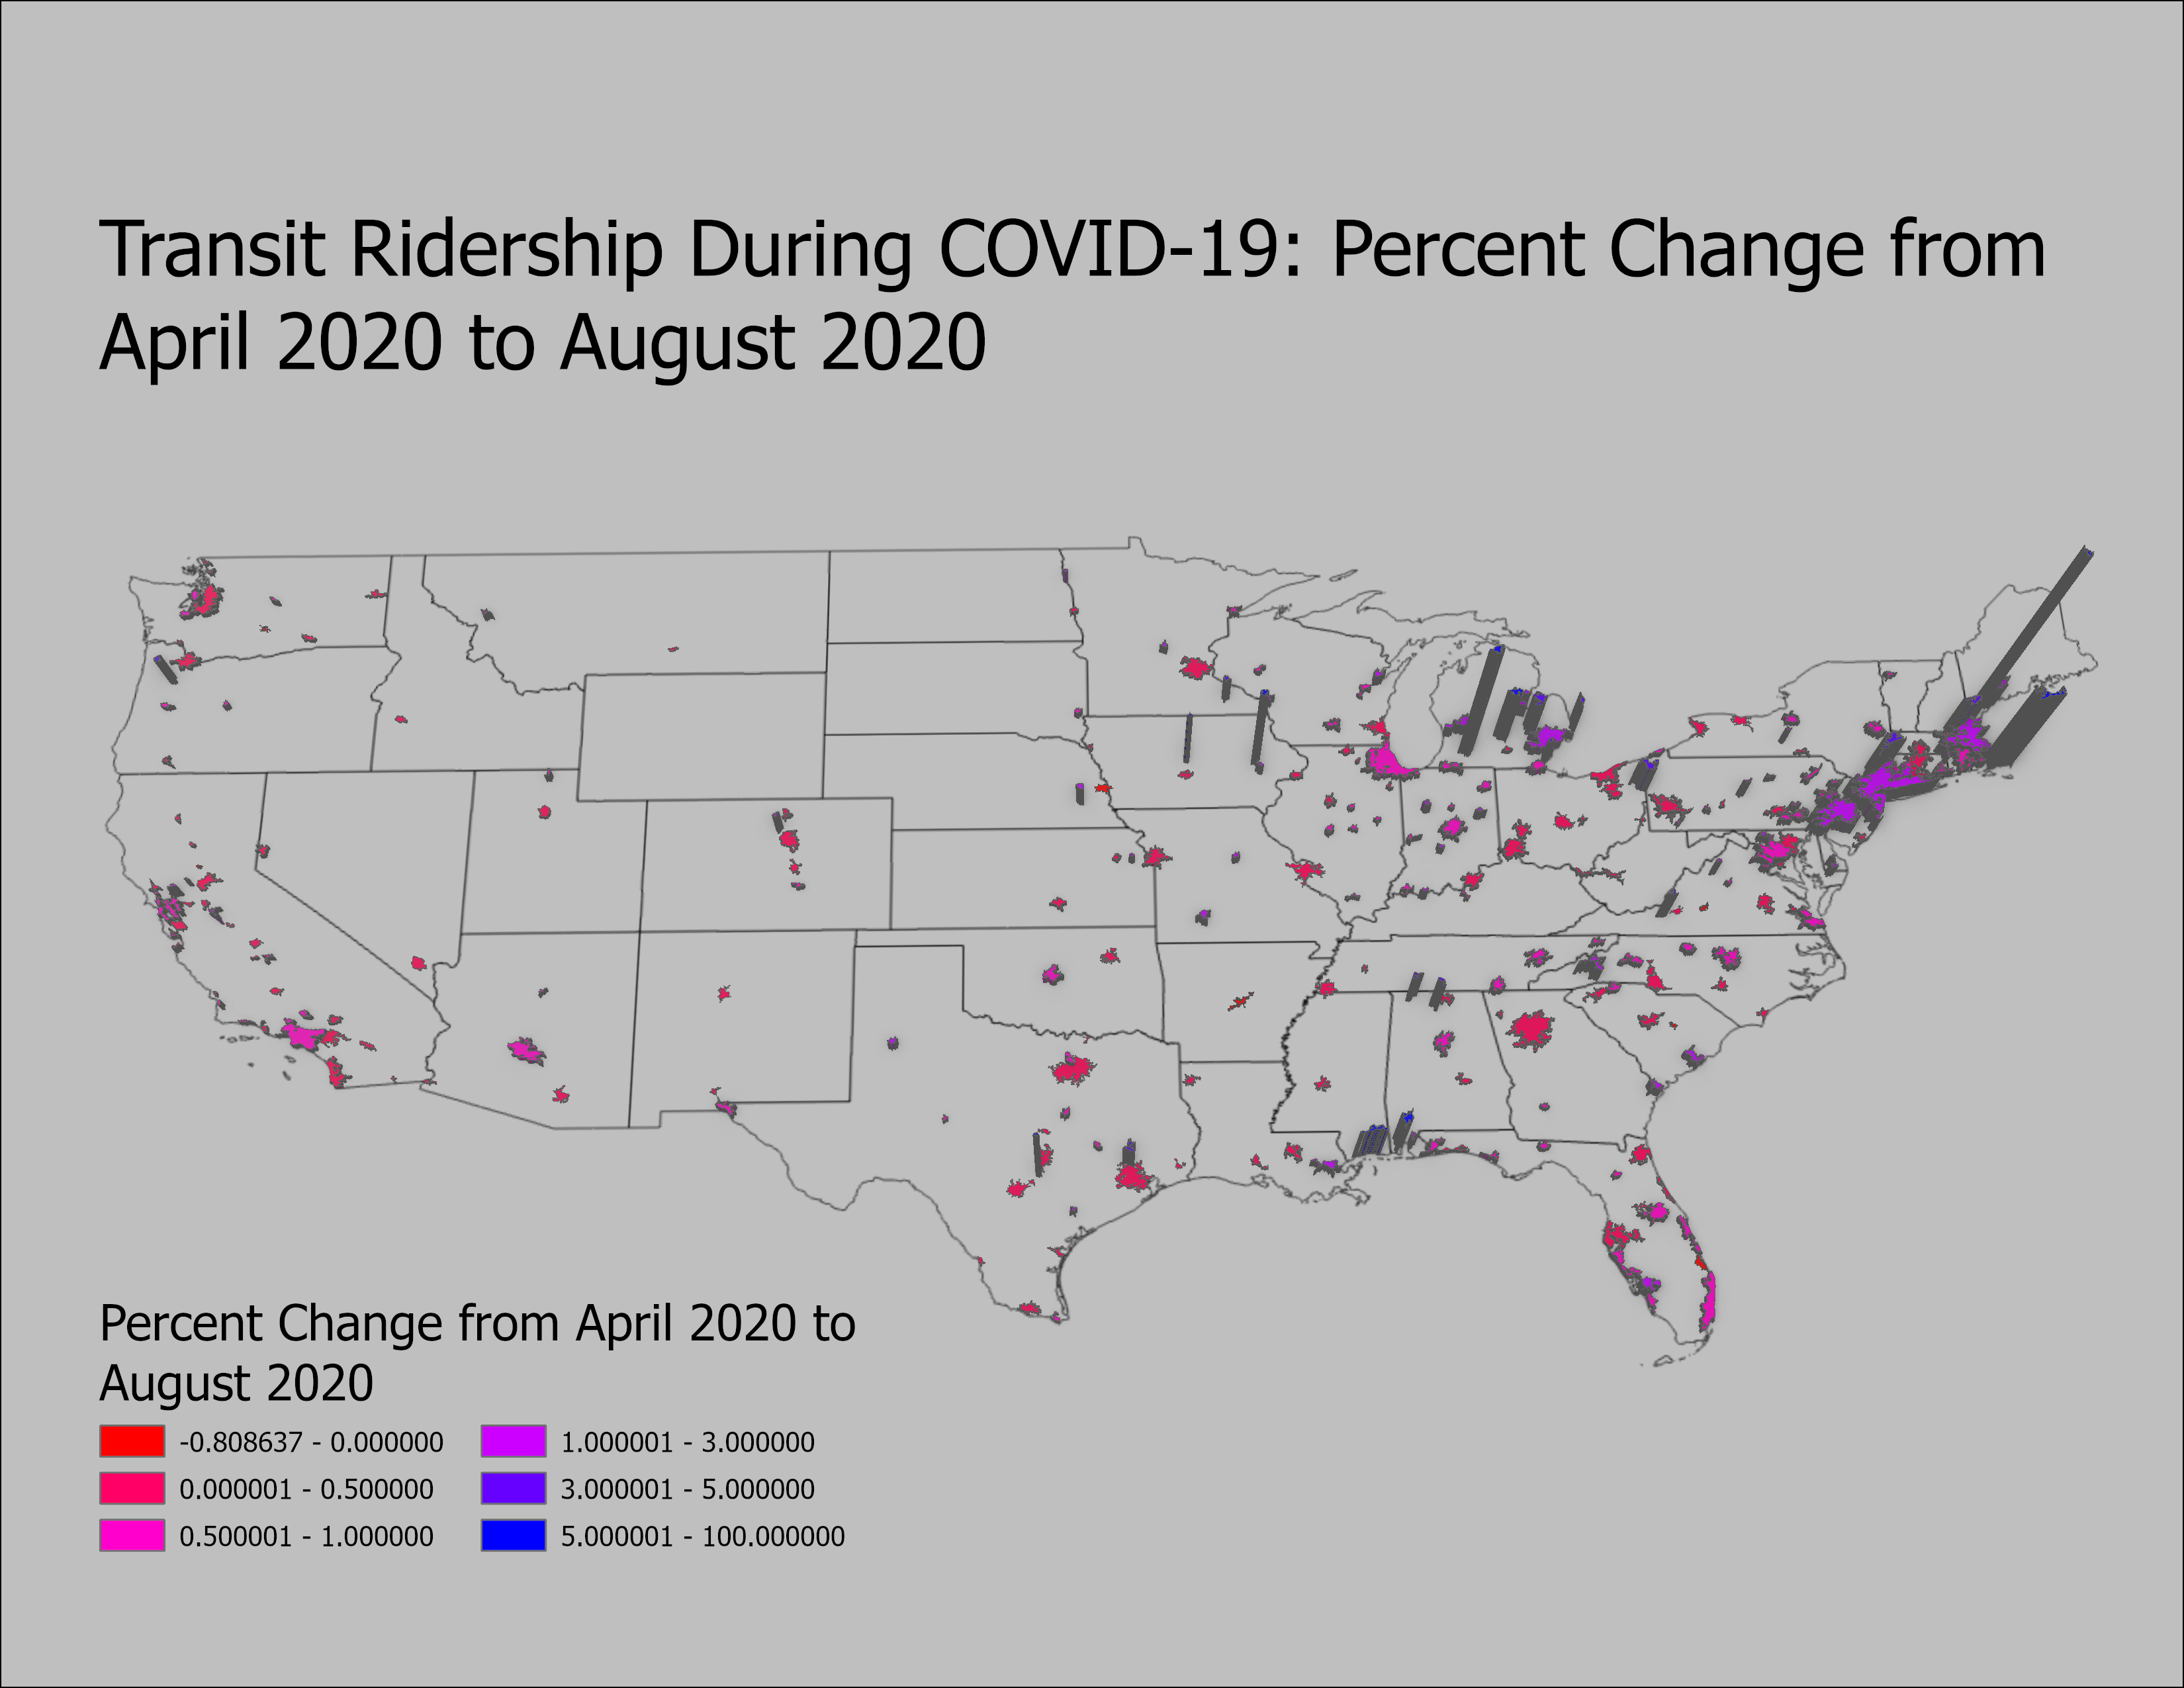 Transit Ridership During COVID-19: Percent Change from
April 2020 to August 2020
Percent Change from April 2020 to
August 2020
-0.808637 - 0.000000
0.000001 - 0.500000
0.500001 - 1.000000
1.000001 - 3.000000
3.000001 - 5.000000
5.000001 - 100.000000